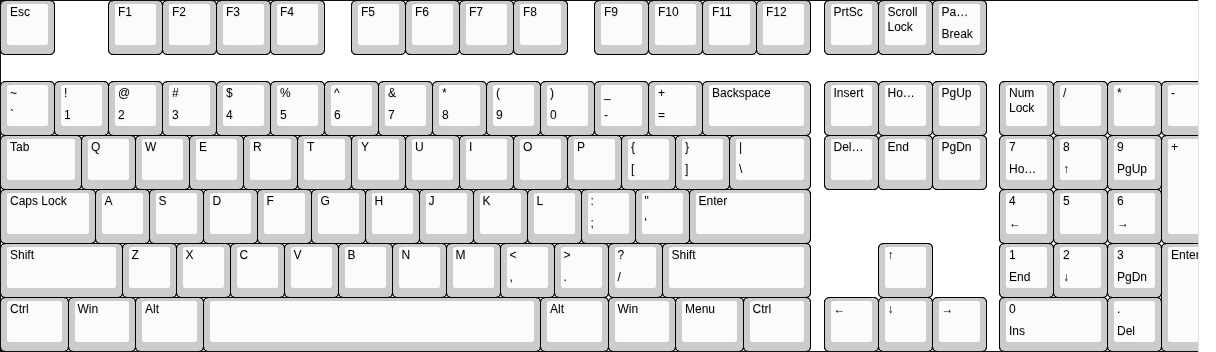 Esc F1 F2 F3 F4 F5 F6 F7 F8 F9 F10 F11 F12 PrtSc Scroll Lock Pa… Break
~ ! @ # $ % ^ & * ( ) _ + Backspace Insert Ho… PgUp Num Lock / * -
` 1 2 3 4 5 6 7 8 9 0 - =
Tab Q W E R T Y U I O P { } | Del… End PgDn 7 8 9 +
[ ] \ Ho… ↑ PgUp
Caps Lock A S D F G H J K L : " Enter 4 5 6
; ' ← →
Shift Z X C V B N M < > ? Shift ↑ 1 2 3 Enter
, . / End ↓ PgDn
Ctrl Win Alt Alt Win Menu Ctrl ← ↓ → 0 .
Ins Del